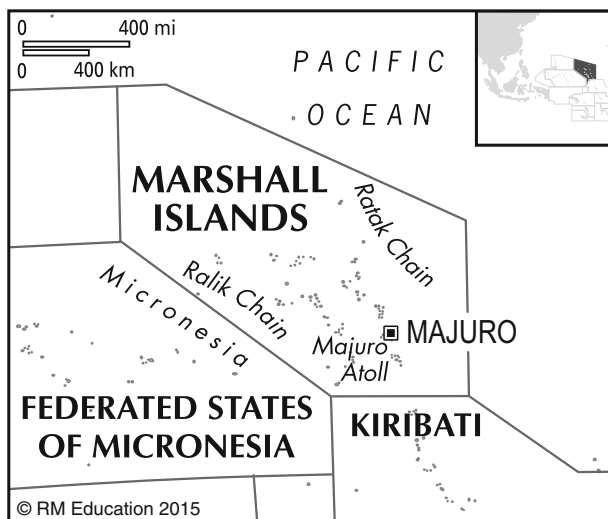 0 400 mi
0 400 km
PACIFIC
OCEAN
MARSHALL
ISLANDS
Ratak Chain
Ralik Chain
Micronesia
MAJURO
Majuro
Atoll
FEDERATED STATES
OF MICRONESIA
KIRIBATI
© RM Education 2015